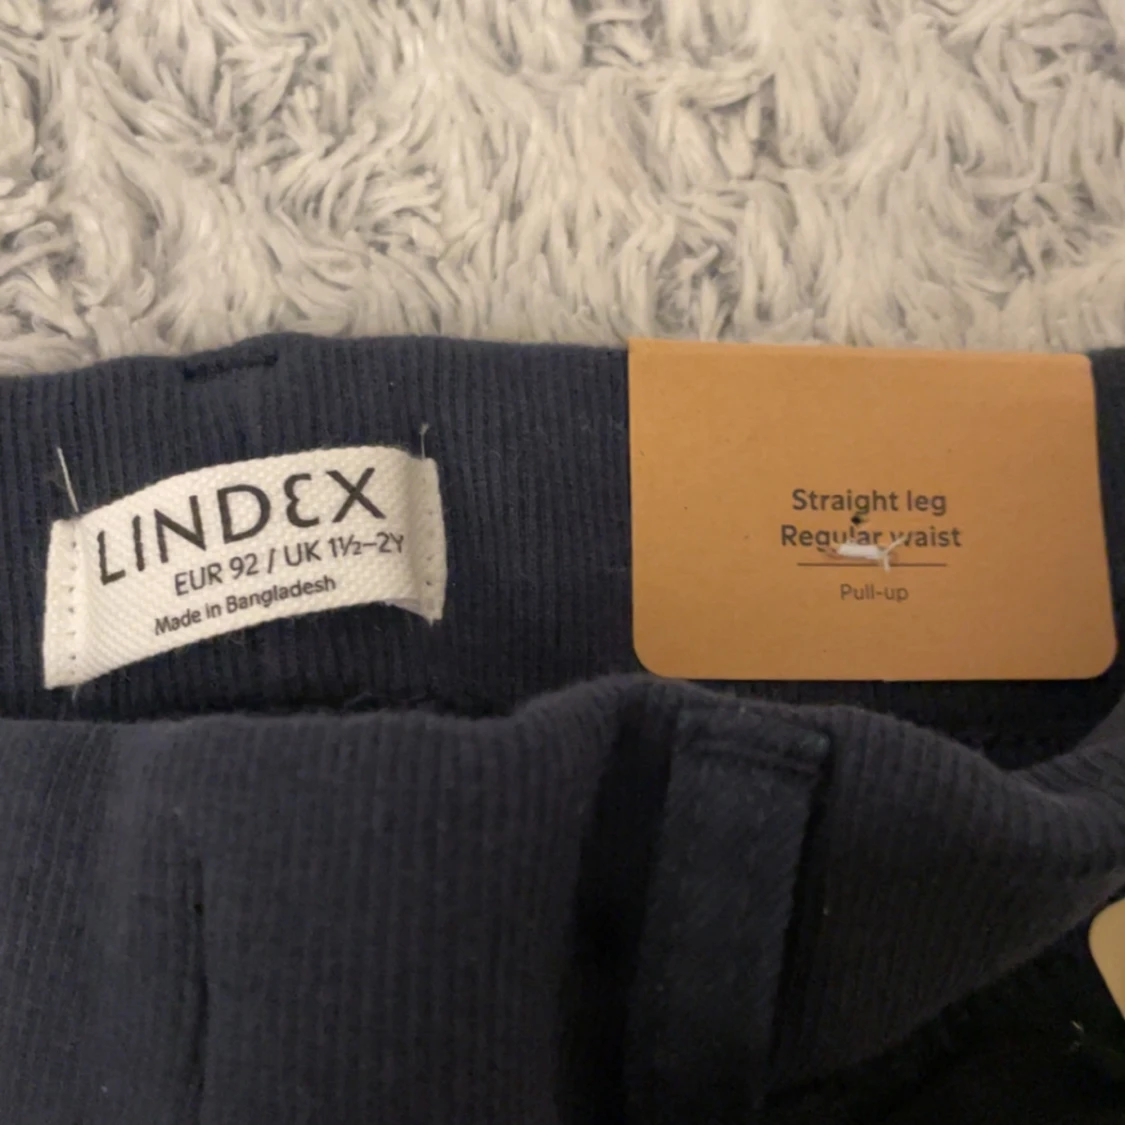 LINDEX
EUR 92 / UK 1½–2Y
Made in Bangladesh
Straight leg
Regular waist
Pull-up